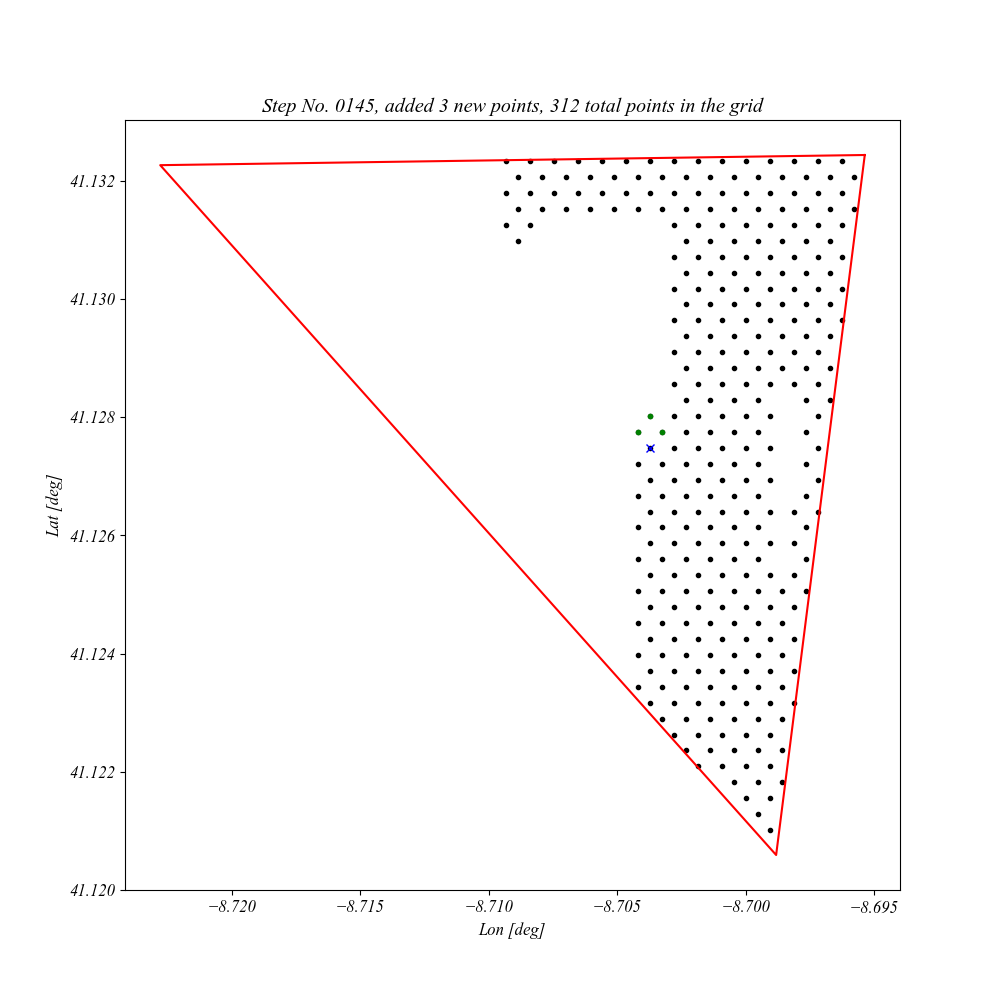 Step No. 0145, added 3 new points, 312 total points in the grid
41.132
41.130
41.128
41.126
41.124
41.122
41.120
Lat [deg]
−8.720 −8.715 −8.710 −8.705 −8.700 −8.695
Lon [deg]